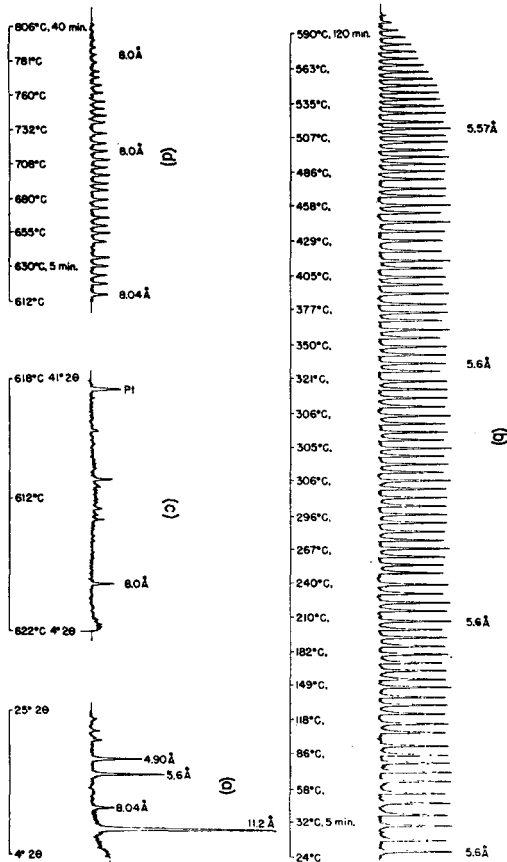 806°C, 40 min.
781°C
760°C
732°C
708°C
680°C
655°C
630°C, 5 min.
612°C
8.0Å
8.0Å
8.04Å
(d)
618°C 41° 2θ
612°C
622°C 4° 2θ
Pt
8.0Å
(c)
25° 2θ
4° 2θ
4.90Å
5.6Å
8.04Å
11.2Å
(a)
590°C, 120 min.
563°C,
535°C,
507°C,
486°C,
458°C,
429°C,
405°C,
377°C,
350°C,
321°C,
306°C,
305°C,
306°C,
296°C,
267°C,
240°C,
210°C,
182°C,
149°C,
118°C,
86°C,
58°C,
32°C, 5 min.
24°C
5.57Å
5.6Å
5.6Å
5.6Å
(b)